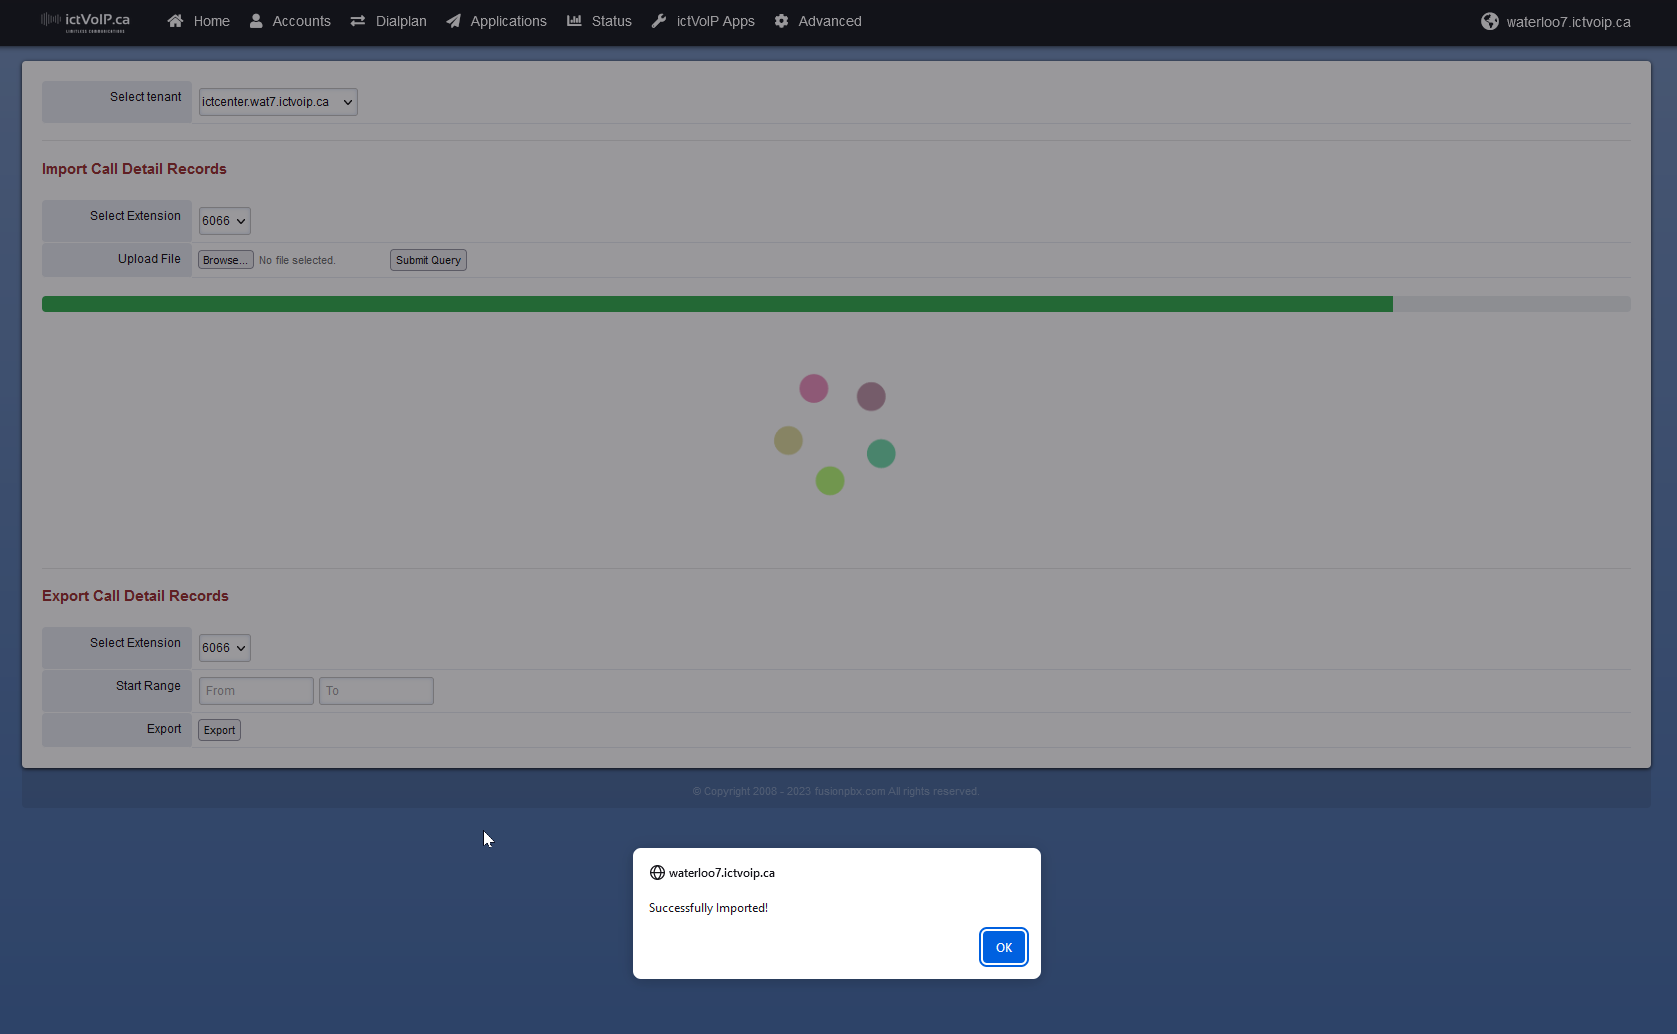 ictVoIP.ca
LIMITLESS COMMUNICATIONS
Home
Accounts
Dialplan
Applications
Status
ictVoIP Apps
Advanced
waterloo7.ictvoip.ca
Select tenant
ictcenter.wat7.ictvoip.ca
Import Call Detail Records
Select Extension
6066
Upload File
Browse...
No file selected.
Submit Query
Export Call Detail Records
Select Extension
6066
Start Range
From
To
Export
Export
© Copyright 2008 - 2023 fusionpbx.com All rights reserved.
waterloo7.ictvoip.ca
Successfully Imported!
OK